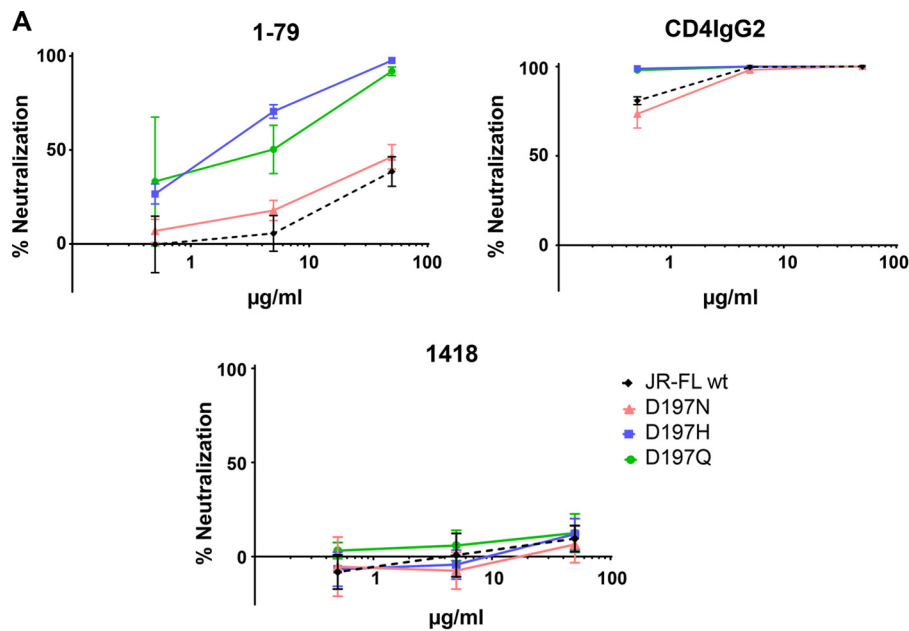 A
1-79
CD4IgG2
100
50
0
% Neutralization
1
10
100
µg/ml
100
50
0
% Neutralization
1
10
100
µg/ml
1418
100
50
0
% Neutralization
1
10
100
µg/ml
JR-FL wt
D197N
D197H
D197Q